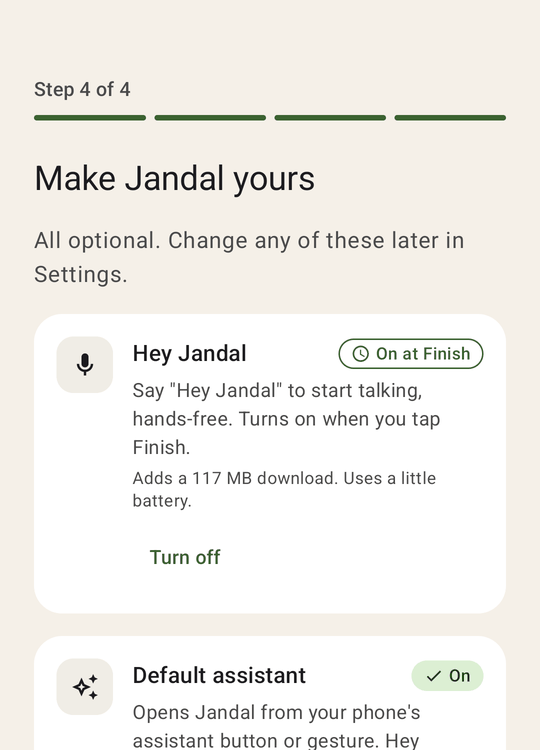 Step 4 of 4
Make Jandal yours
All optional. Change any of these later in
Settings.
Hey Jandal
On at Finish
Say "Hey Jandal" to start talking,
hands-free. Turns on when you tap
Finish.
Adds a 117 MB download. Uses a little
battery.
Turn off
Default assistant
On
Opens Jandal from your phone's
assistant button or gesture. Hey